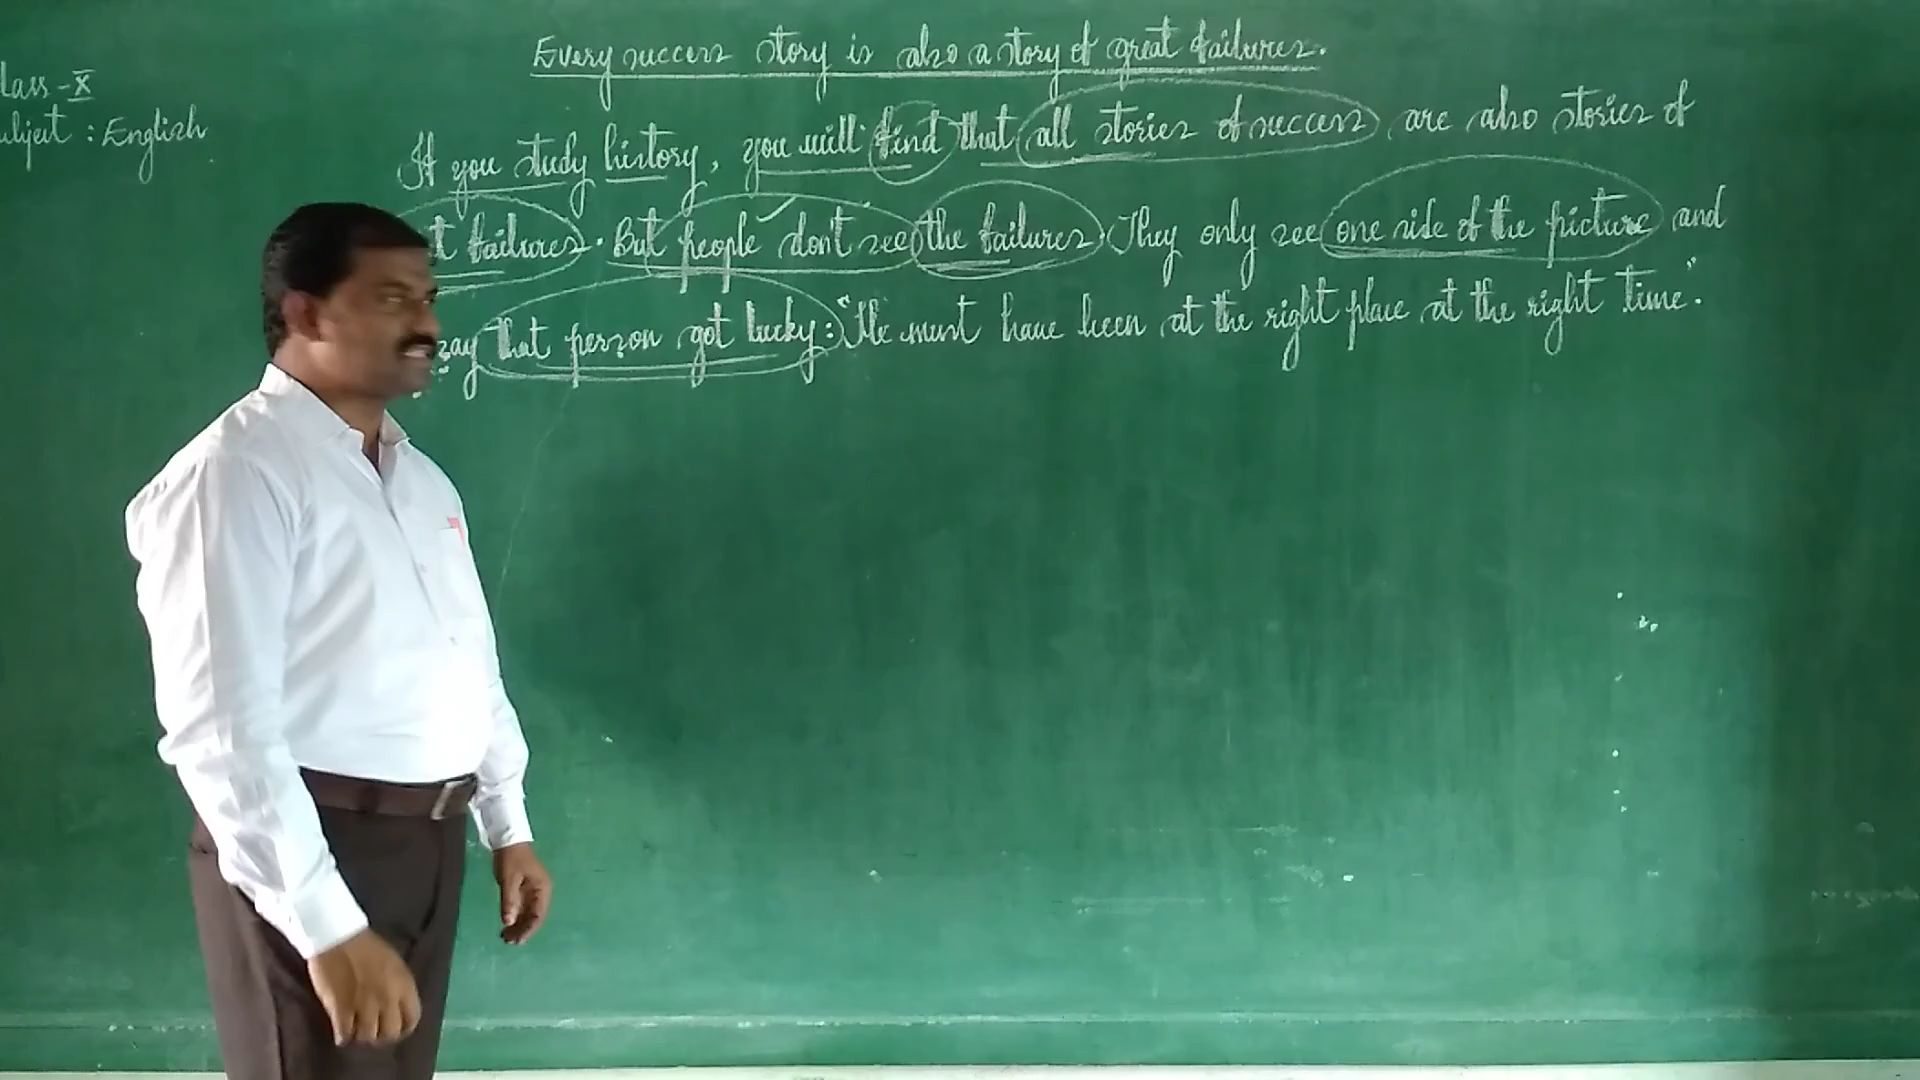 Every success story is also a story of great failures.
lass - X
ubject : English
If you study history, you will find that all stories of success are also stories of
t failures. But people don't see the failures. They only see one side of the picture and
say that person got lucky: "He must have been at the right place at the right time".